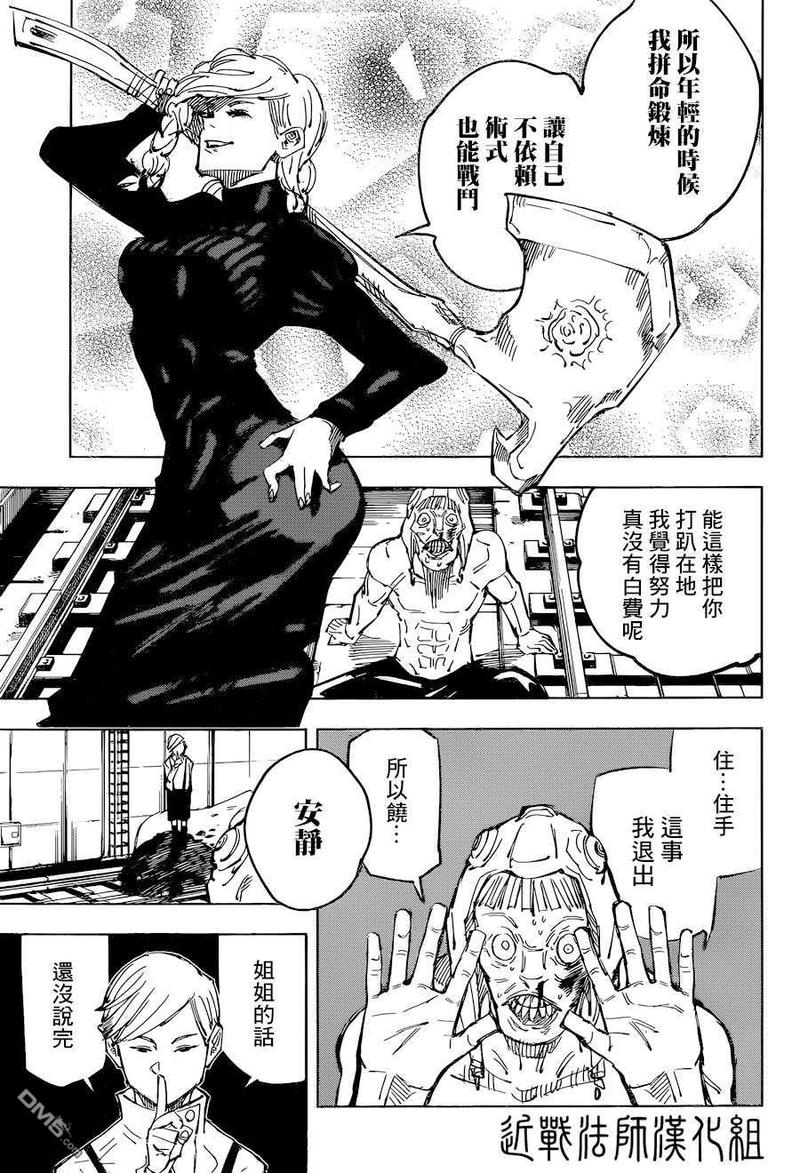 所以年輕的時候
我拼命鍛煉
讓自己
不依賴
術式
也能戰鬥
能這樣把你
打趴在地
我覺得努力
真沒有白費呢
住…住手
這事
我退出
所以饒…
安靜
姐姐的話
還沒說完
近戰法師漢化組
DM5